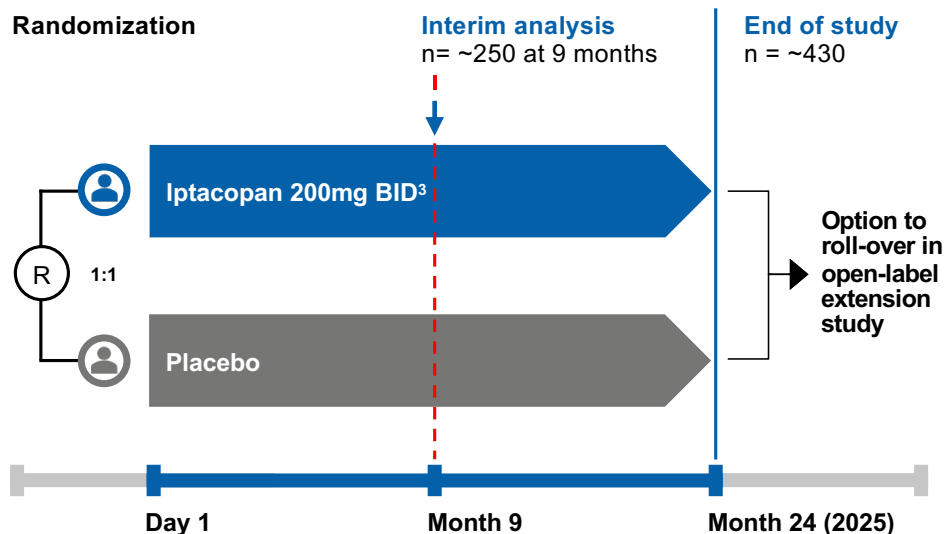 Randomization
Interim analysis
n= ~250 at 9 months
End of study
n = ~430
Iptacopan 200mg BID³
R
1:1
Placebo
Option to
roll-over in
open-label
extension
study
Day 1
Month 9
Month 24 (2025)